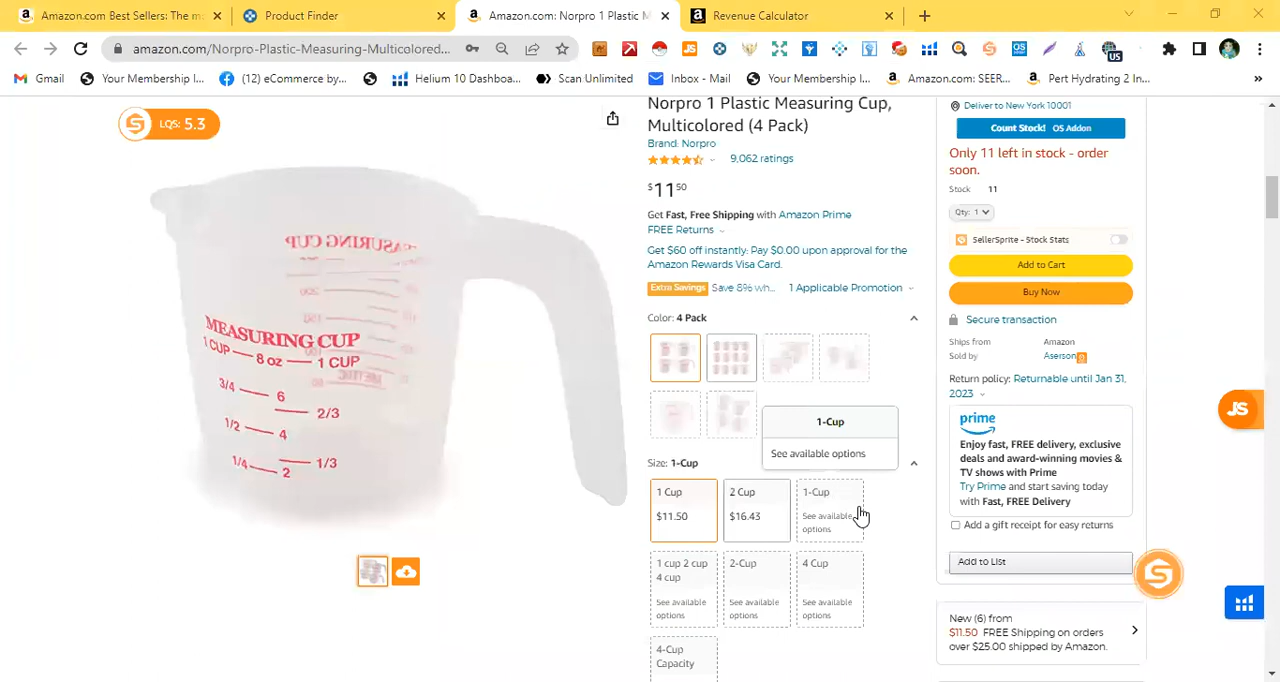 Amazon.com Best Sellers: The m
Product Finder
Amazon.com: Norpro 1 Plastic M
Revenue Calculator
amazon.com/Norpro-Plastic-Measuring-Multicolored...
US
Gmail
Your Membership I...
(12) eCommerce by...
Helium 10 Dashboa...
Scan Unlimited
Inbox - Mail
Your Membership I...
Amazon.com: SEER...
Pert Hydrating 2 In...
»
LQS: 5.3
MEASURING CUP
1 CUP 8 oz 1 CUP
3/4 6
2/3
1/2 4
1/3
1/4 2
MEASURING CUP
METRIC
Norpro 1 Plastic Measuring Cup,
Multicolored (4 Pack)
Brand: Norpro
9,062 ratings
$1150
Get Fast, Free Shipping with Amazon Prime
FREE Returns
Get $60 off instantly: Pay $0.00 upon approval for the
Amazon Rewards Visa Card.
Extra Savings Save 8% wh... 1 Applicable Promotion
Color: 4 Pack
1-Cup
See available options
Size: 1-Cup
1 Cup
$11.50
2 Cup
$16.43
1-Cup
See available
options
1 cup 2 cup
4 cup
See available
options
2-Cup
See available
options
4 Cup
See available
options
4-Cup
Capacity
Deliver to New York 10001
Count Stock! OS Addon
Only 11 left in stock - order
soon.
Stock 11
Qty: 1
SellerSprite - Stock Stats
Add to Cart
Buy Now
Secure transaction
Ships from Amazon
Sold by Aserson
Return policy: Returnable until Jan 31,
2023
prime
Enjoy fast, FREE delivery, exclusive
deals and award-winning movies &
TV shows with Prime
Try Prime and start saving today
with Fast, FREE Delivery
Add a gift receipt for easy returns
Add to List
New (6) from
$11.50 FREE Shipping on orders
over $25.00 shipped by Amazon.
JS